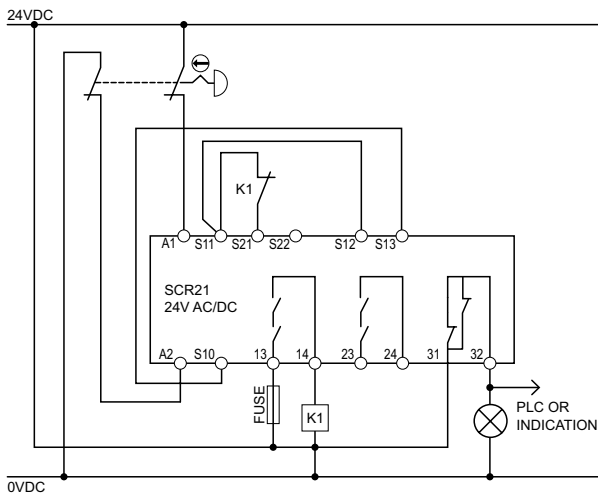 24VDC
K1
A1 S11 S21 S22 S12 S13
SCR21
24V AC/DC
A2 S10 13 14 23 24 31 32
FUSE
K1
PLC OR
INDICATION
0VDC